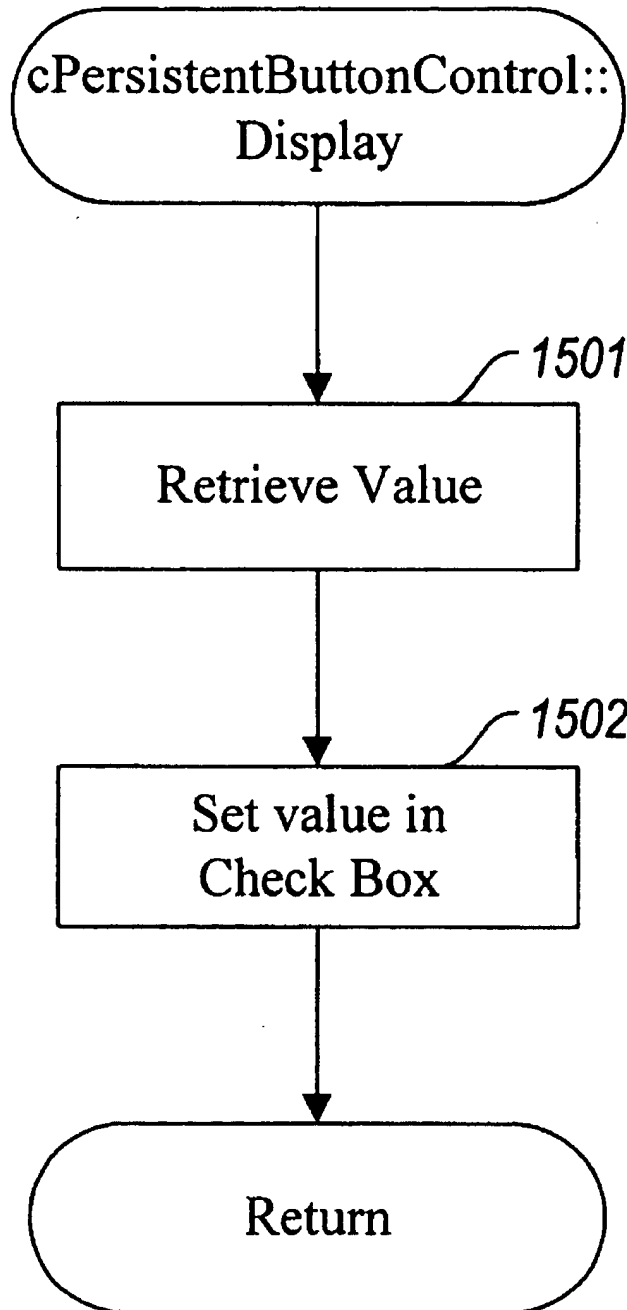 cPersistentButtonControl::
Display
1501
Retrieve Value
1502
Set value in
Check Box
Return